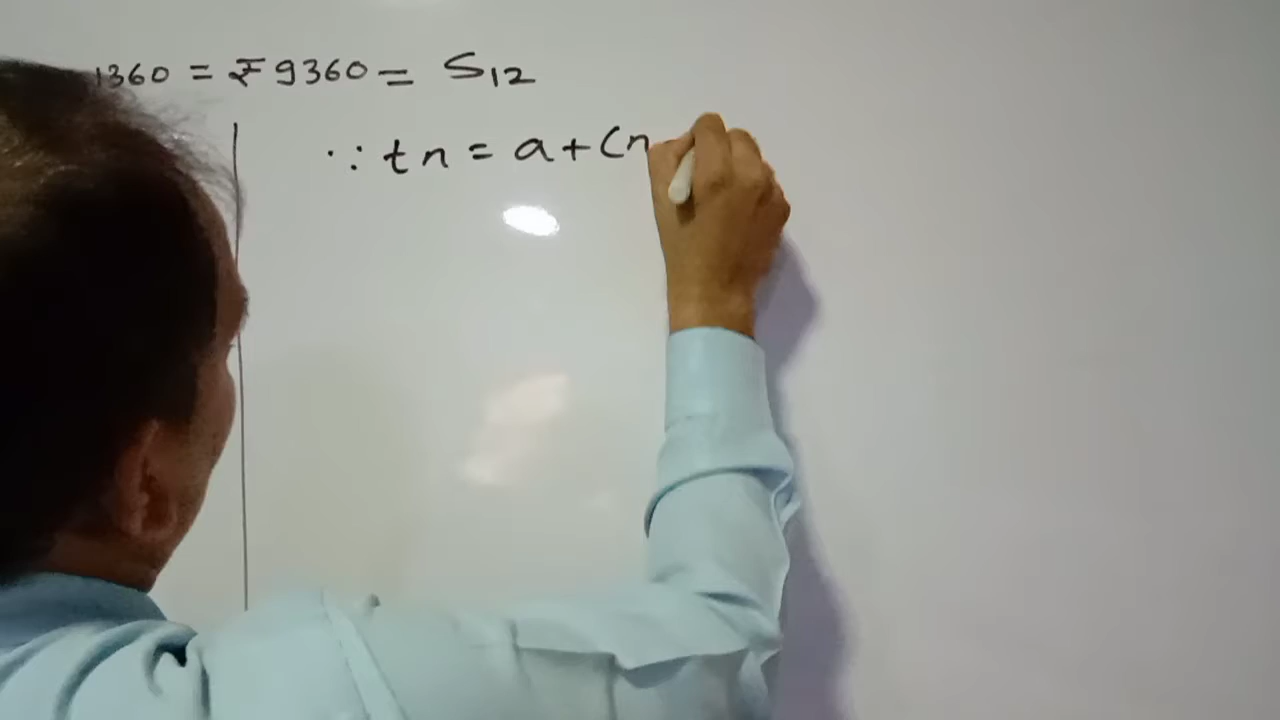 1360 = ₹9360 = S12
∵ tn = a+(n